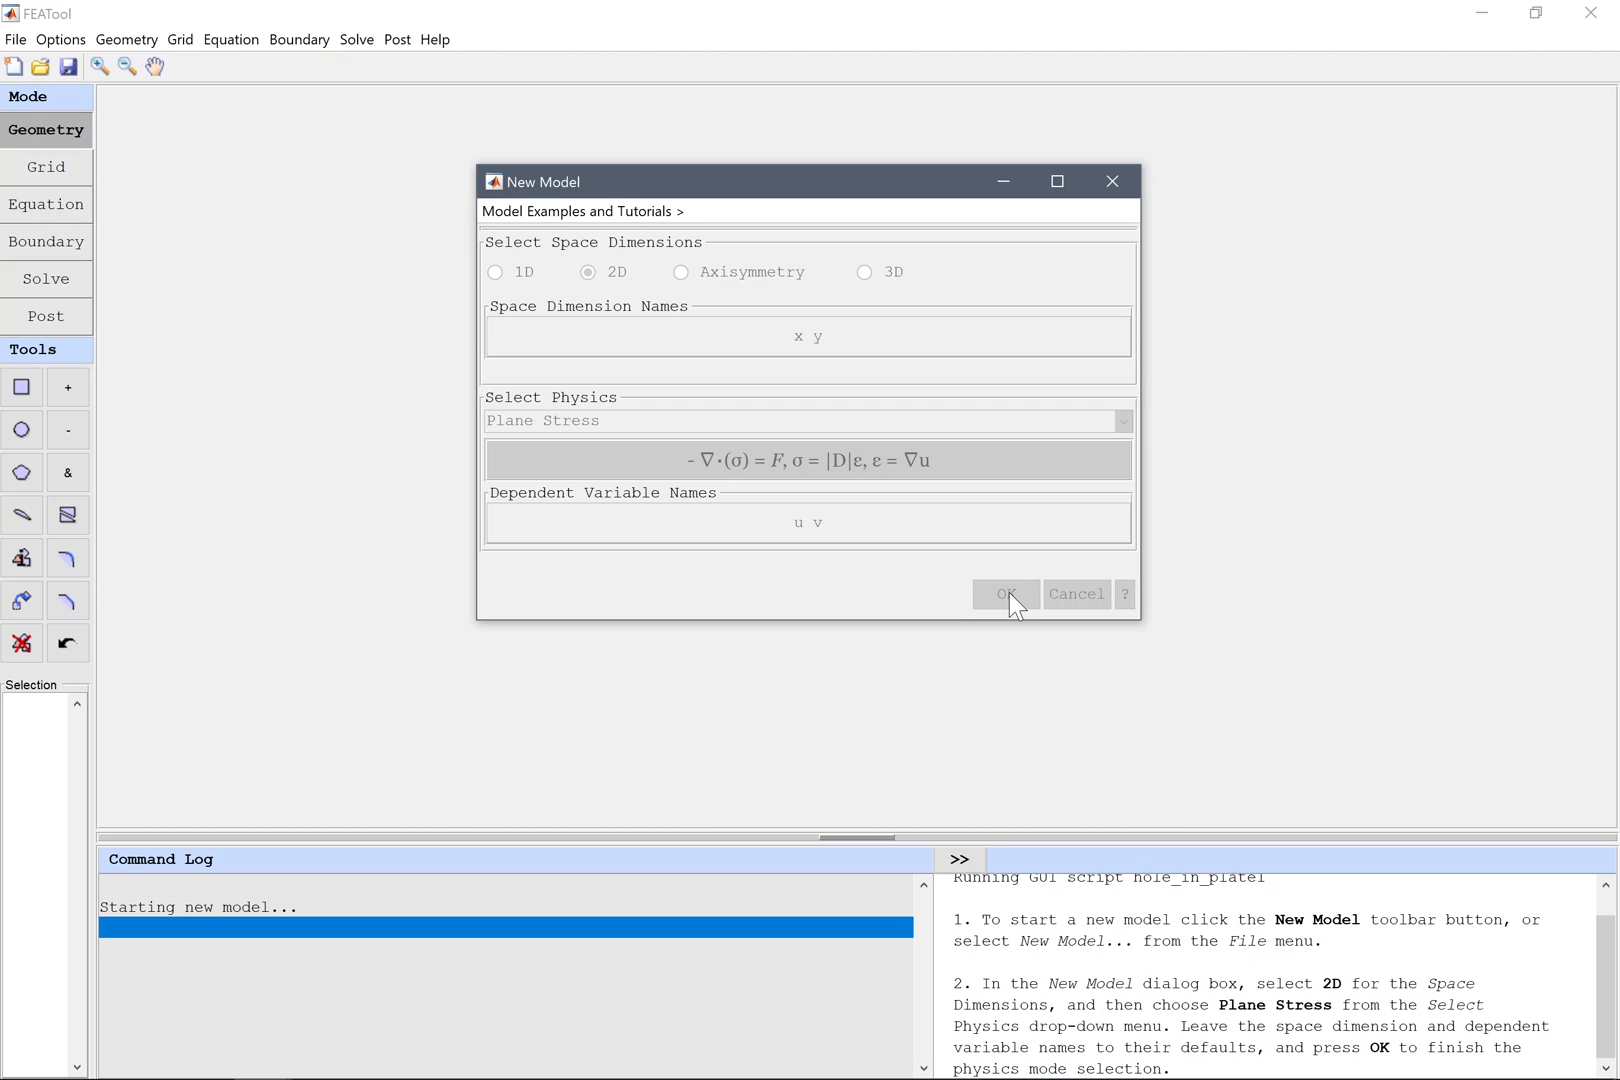 FEATool
File Options Geometry Grid Equation Boundary Solve Post Help
Mode
Geometry
Grid
Equation
Boundary
Solve
Post
Tools
+
-
&
Selection
New Model
Model Examples and Tutorials >
Select Space Dimensions
1D 2D Axisymmetry 3D
Space Dimension Names
x y
Select Physics
Plane Stress
- ∇·(σ) = F, σ = |D|ε, ε = ∇u
Dependent Variable Names
u v
OK Cancel ?
Command Log
Starting new model...
>>
Running GUI script hole_in_plate1
1. To start a new model click the New Model toolbar button, or
select New Model... from the File menu.
2. In the New Model dialog box, select 2D for the Space
Dimensions, and then choose Plane Stress from the Select
Physics drop-down menu. Leave the space dimension and dependent
variable names to their defaults, and press OK to finish the
physics mode selection.